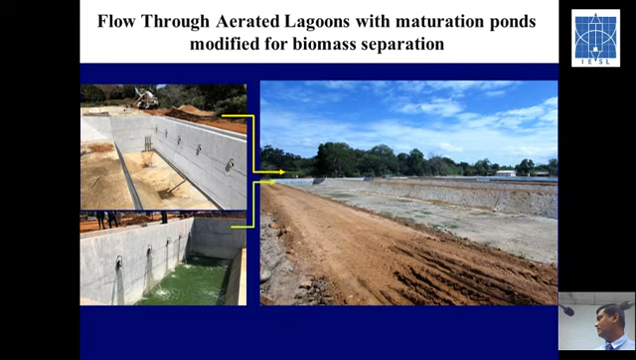 Flow Through Aerated Lagoons with maturation ponds
modified for biomass separation
IESL